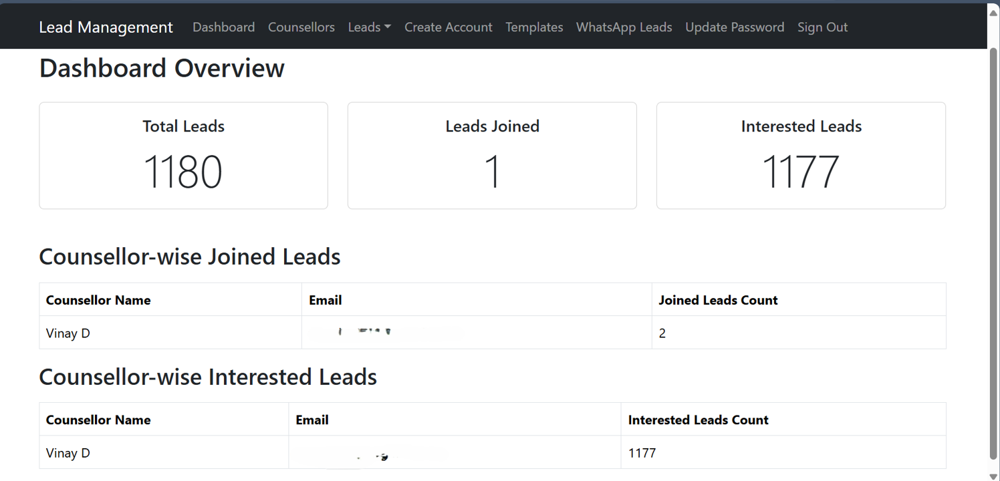 Lead Management Dashboard Counsellors Leads Create Account Templates WhatsApp Leads Update Password Sign Out
Dashboard Overview
Total Leads Leads Joined Interested Leads
1180 1 1177
Counsellor-wise Joined Leads
Counsellor Name Email Joined Leads Count
Vinay D 2
Counsellor-wise Interested Leads
Counsellor Name Email Interested Leads Count
Vinay D 1177